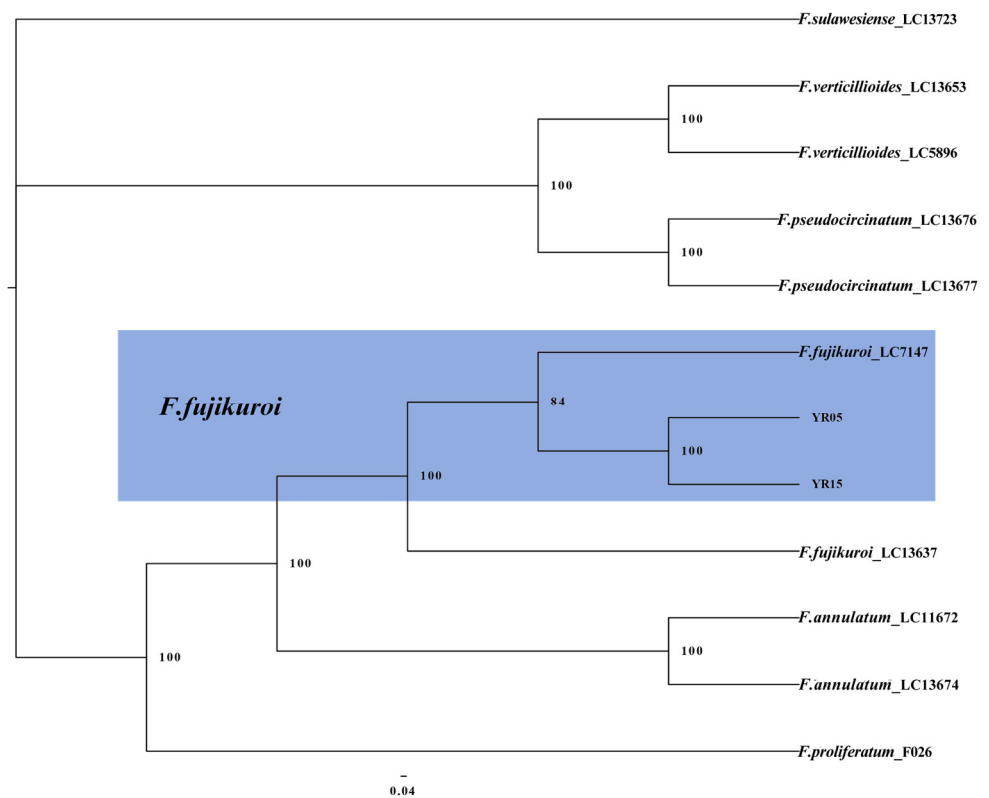 F.sulawesiense_LC13723
F.verticillioides_LC13653
100
F.verticillioides_LC5896
100
F.pseudocircinatum_LC13676
100
F.pseudocircinatum_LC13677
F.fujikuroi_LC7147
F.fujikuroi
84
YR05
100
100
YR15
F.fujikuroi_LC13637
100
F.annulatum_LC11672
100
100
F.annulatum_LC13674
F.proliferatum_F026
0.04